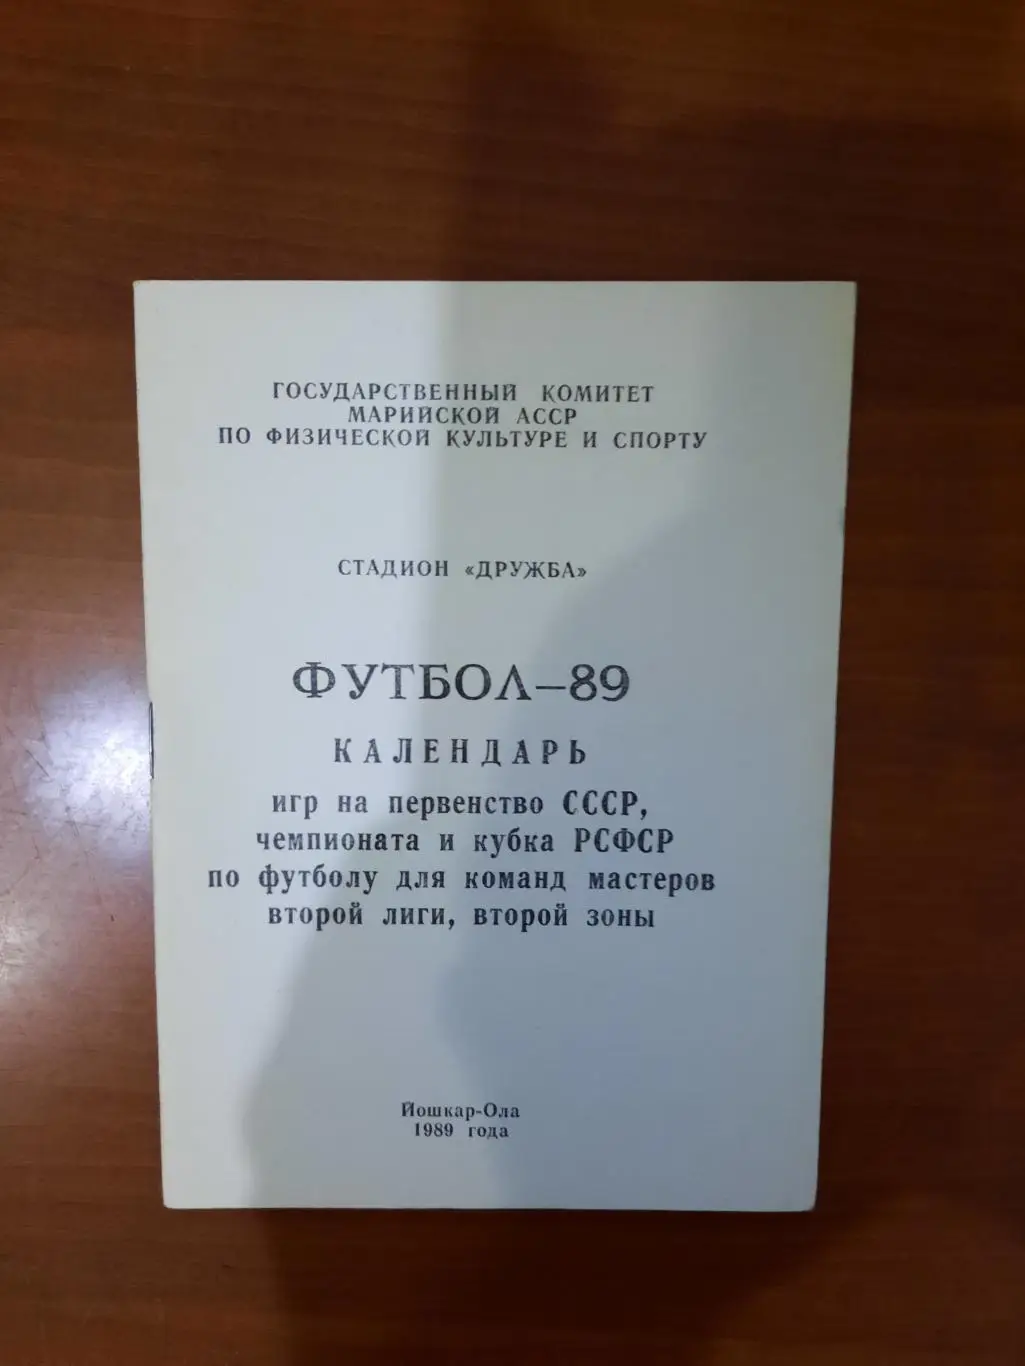 ГОСУДАРСТВЕННЫЙ КОМИТЕТ
МАРИЙСКОЙ АССР
ПО ФИЗИЧЕСКОЙ КУЛЬТУРЕ И СПОРТУ
СТАДИОН «ДРУЖБА»
ФУТБОЛ—89
КАЛЕНДАРЬ
игр на первенство СССР,
чемпионата и кубка РСФСР
по футболу для команд мастеров
второй лиги, второй зоны
Йошкар-Ола
1989 года